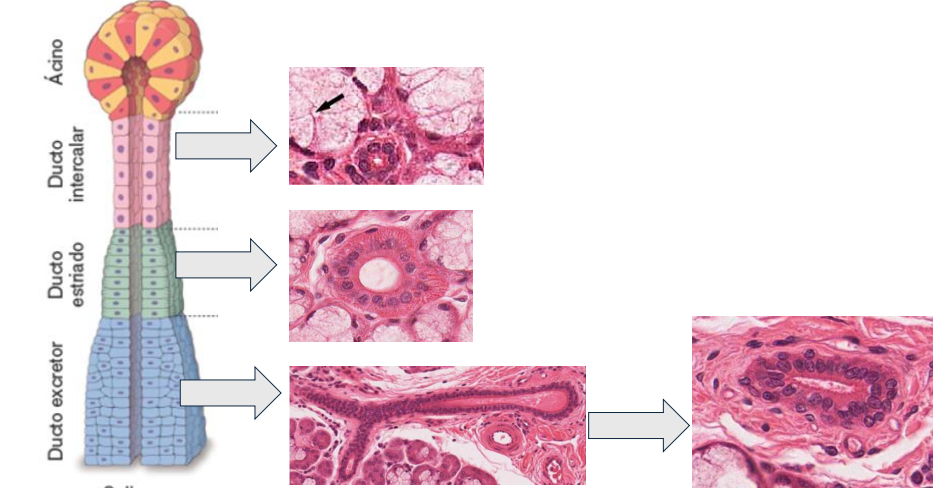 Ácino
Ducto
intercalar
Ducto
estriado
Ducto excretor